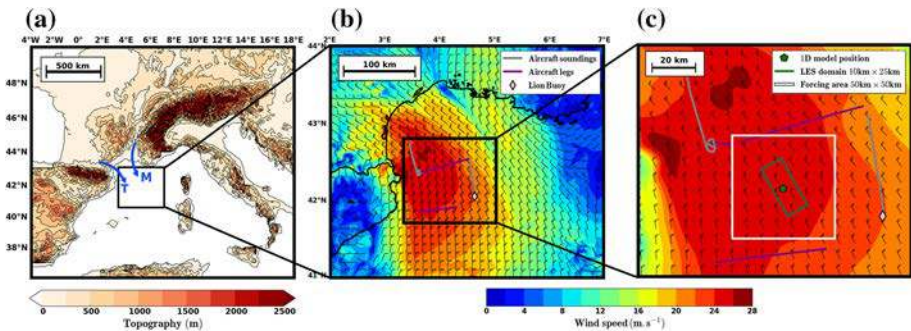 (a)
4°W 2°W 0° 2°E 4°E 6°E 8°E 10°E 12°E 14°E 16°E 18°E
500 km
48°N
46°N
44°N
42°N
40°N
38°N
T
M
0 500 1000 1500 2000 2500
Topography (m)
(b)
3°E 4°E 5°E 6°E 7°E
44°N
43°N
42°N
41°N
100 km
Aircraft soundings
Aircraft legs
Lion Buoy
0 4 8 12 16 20 24 28
Wind speed (m. s⁻¹)
(c)
20 km
1D model position
LES domain 10km × 25km
Forcing area 50km × 50km